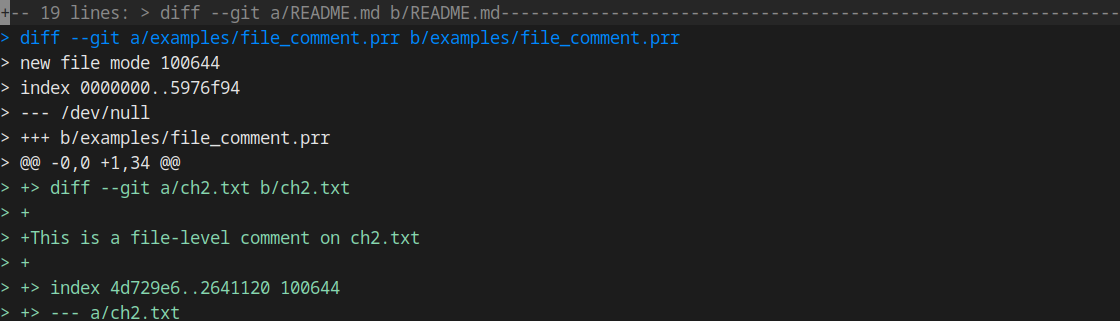 +-- 19 lines: > diff --git a/README.md b/README.md--------------------------------------------------------------
> diff --git a/examples/file_comment.prr b/examples/file_comment.prr
> new file mode 100644
> index 0000000..5976f94
> --- /dev/null
> +++ b/examples/file_comment.prr
> @@ -0,0 +1,34 @@
> +> diff --git a/ch2.txt b/ch2.txt
> +
> +This is a file-level comment on ch2.txt
> +
> +> index 4d729e6..2641120 100644
> +> --- a/ch2.txt